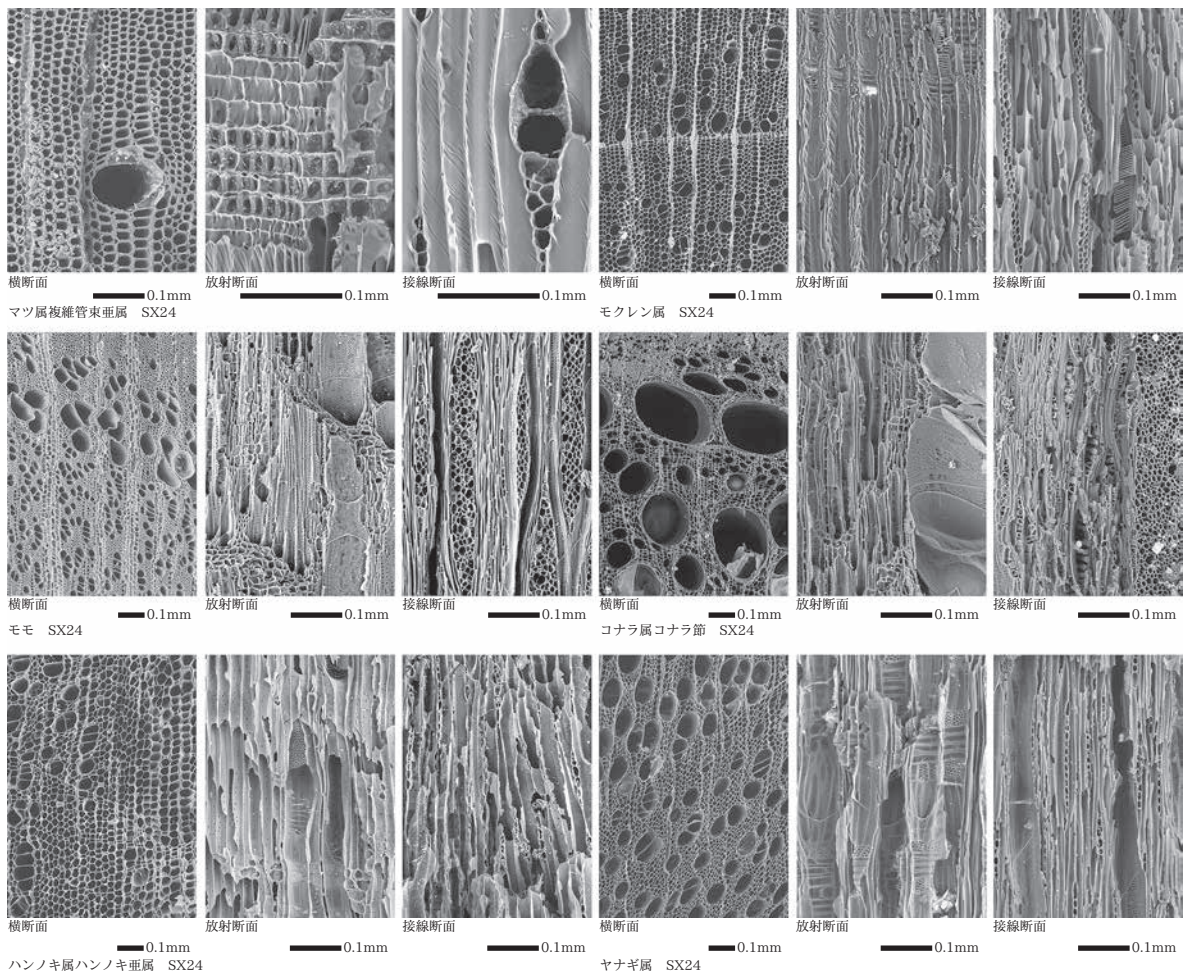 横断面 放射断面 接線断面 横断面 放射断面 接線断面
0.1mm 0.1mm 0.1mm 0.1mm 0.1mm 0.1mm
マツ属複維管束亜属 SX24 モクレン属 SX24
横断面 放射断面 接線断面 横断面 放射断面 接線断面
0.1mm 0.1mm 0.1mm 0.1mm 0.1mm 0.1mm
モモ SX24 コナラ属コナラ節 SX24
横断面 放射断面 接線断面 横断面 放射断面 接線断面
0.1mm 0.1mm 0.1mm 0.1mm 0.1mm 0.1mm
ハンノキ属ハンノキ亜属 SX24 ヤナギ属 SX24